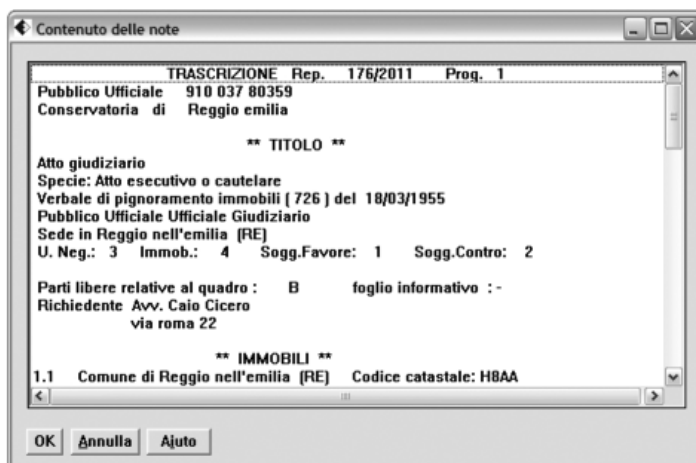 Contenuto delle note
TRASCRIZIONE Rep. 176/2011 Prog. 1
Pubblico Ufficiale 910 037 80359
Conservatoria di Reggio emilia
** TITOLO **
Atto giudiziario
Specie: Atto esecutivo o cautelare
Verbale di pignoramento immobili ( 726 ) del 18/03/1955
Pubblico Ufficiale Ufficiale Giudiziario
Sede in Reggio nell'emilia (RE)
U. Neg.: 3 Immob.: 4 Sogg.Favore: 1 Sogg.Contro: 2
Parti libere relative al quadro : B foglio informativo : -
Richiedente Avv. Caio Cicero
via roma 22
** IMMOBILI **
1.1 Comune di Reggio nell'emilia (RE) Codice catastale: H8AA
OK Annulla Ajuto